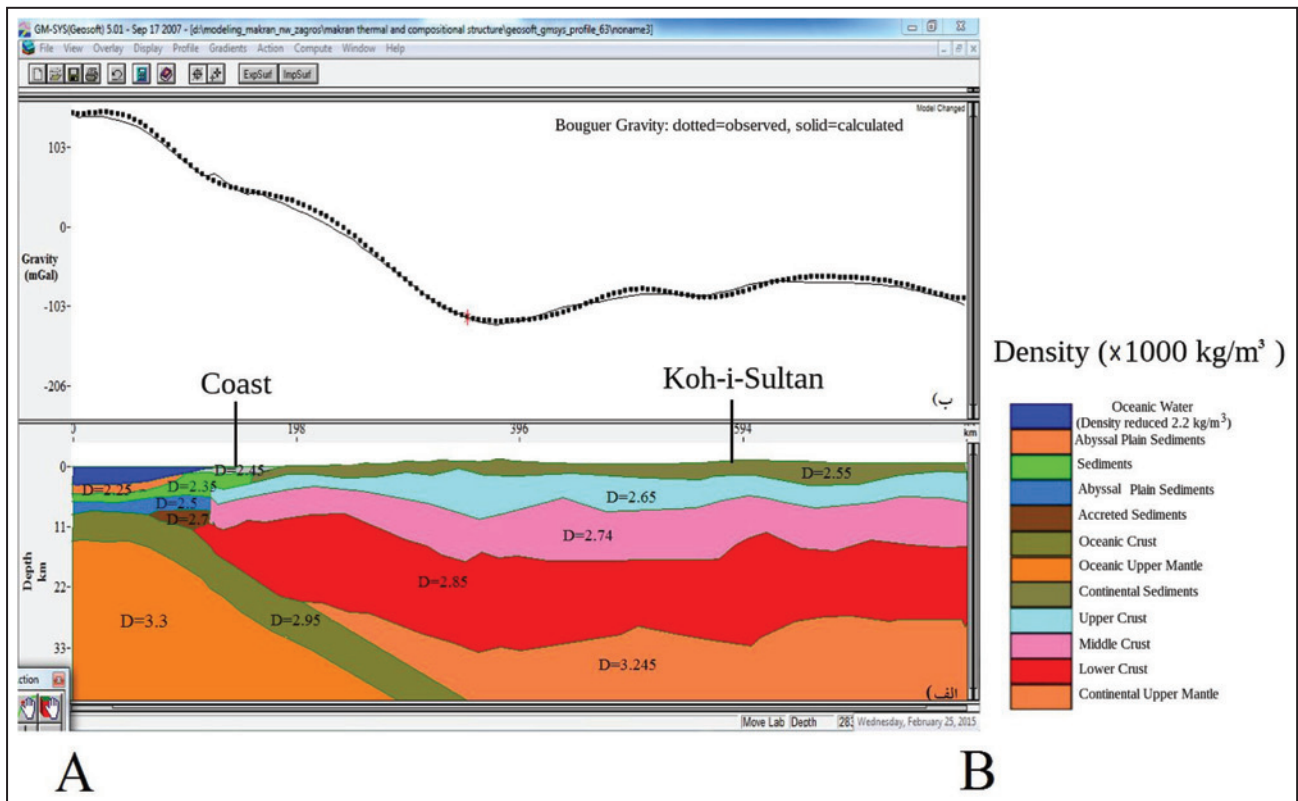 GM-SYS(Geosoft) 5.01 - Sep 17 2007 - [d:\modeling_makran_nw_zagros\makran thermal and compositional structure\geosoft_gmsys_profile_63\noname3]
File View Overlay Display Profile Gradients Action Compute Window Help
ExpSurf ImpSurf
Model Changed
Bouguer Gravity: dotted=observed, solid=calculated
103
0
Gravity
(mGal)
-103
-206
Coast
Koh-i-Sultan
ب)
0 198 396 594 km
0
11
22
33
Depth
km
D=2.45
D=2.25
D=2.35
D=2.5
D=2.7
D=2.55
D=2.65
D=2.74
D=2.85
D=2.95
D=3.3
D=3.245
الف)
ction
Move Lab Depth 283 Wednesday, February 25, 2015
A B
Density (×1000 kg/m³ )
Oceanic Water
(Density reduced 2.2 kg/m³)
Abyssal Plain Sediments
Sediments
Abyssal Plain Sediments
Accreted Sediments
Oceanic Crust
Oceanic Upper Mantle
Continental Sediments
Upper Crust
Middle Crust
Lower Crust
Continental Upper Mantle